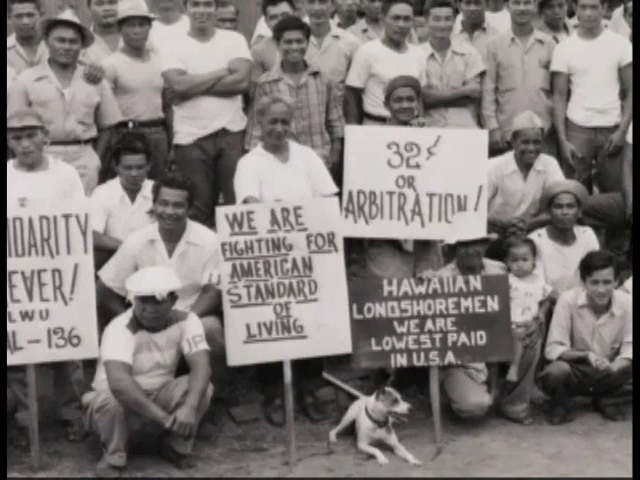 IDARITY
EVER!
LWU
AL-136
WE ARE
FIGHTING FOR
AMERICAN
STANDARD
OF
LIVING
32¢
OR
ARBITRATION!
HAWAIIAN
LONGSHOREMEN
WE ARE
LOWEST PAID
IN U.S.A.